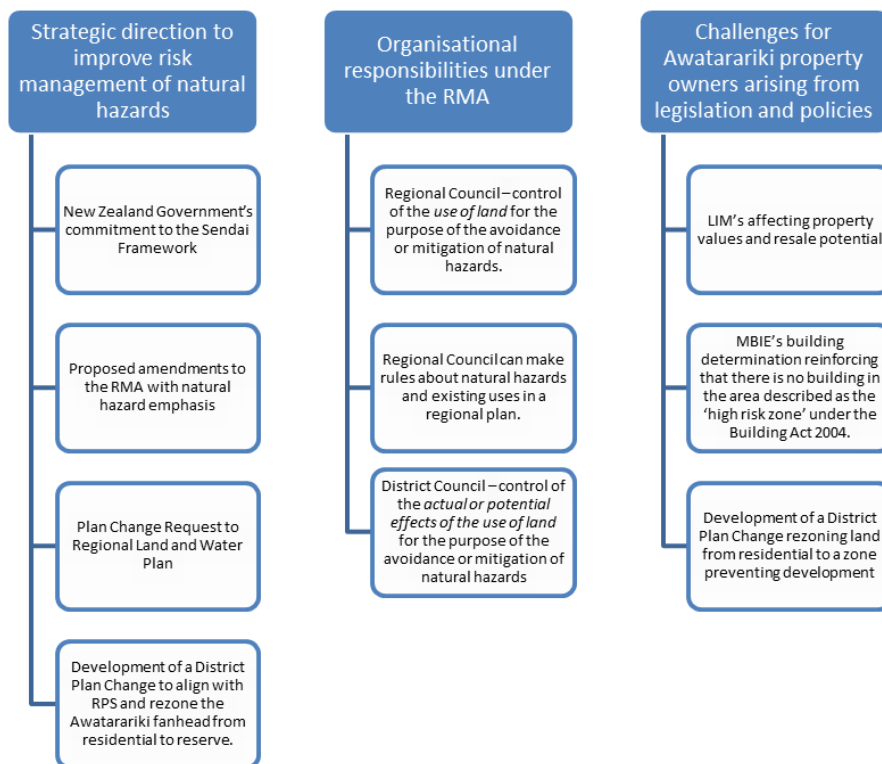 Strategic direction to
improve risk
management of natural
hazards
New Zealand Government's
commitment to the Sendai
Framework
Proposed amendments to
the RMA with natural
hazard emphasis
Plan Change Request to
Regional Land and Water
Plan
Development of a District
Plan Change to align with
RPS and rezone the
Awatarariki fanhead from
residential to reserve.
Organisational
responsibilities under
the RMA
Regional Council – control
of the use of land for the
purpose of the avoidance
or mitigation of natural
hazards.
Regional Council can make
rules about natural hazards
and existing uses in a
regional plan.
District Council – control of
the actual or potential
effects of the use of land
for the purpose of the
avoidance or mitigation of
natural hazards
Challenges for
Awatarariki property
owners arising from
legislation and policies
LIM's affecting property
values and resale potential
MBIE's building
determination reinforcing
that there is no building in
the area described as the
'high risk zone' under the
Building Act 2004.
Development of a District
Plan Change rezoning land
from residential to a zone
preventing development